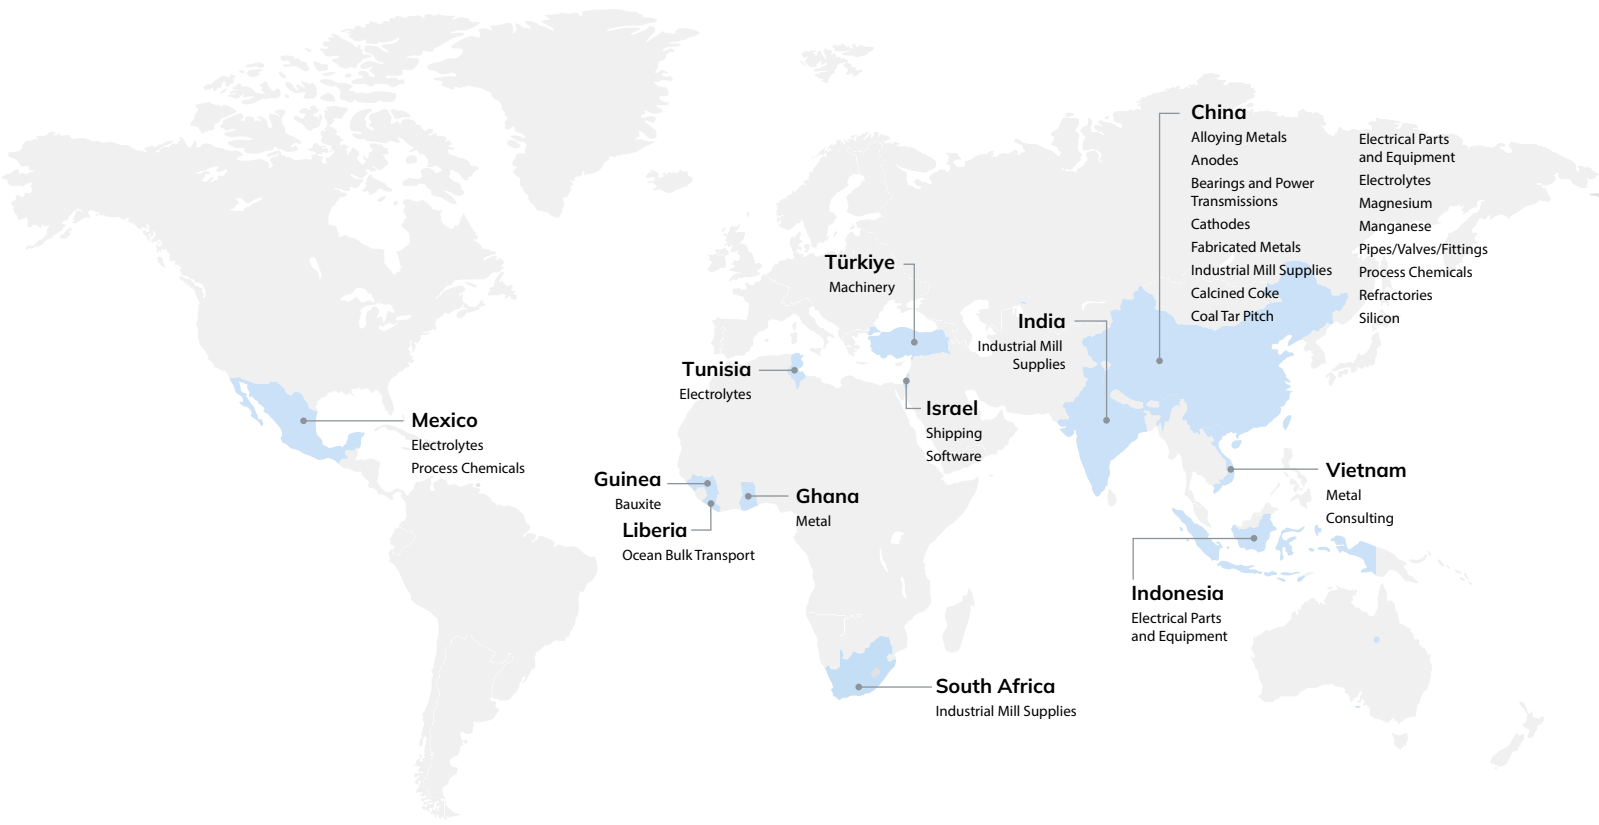 China
Alloying Metals
Anodes
Bearings and Power
Transmissions
Cathodes
Fabricated Metals
Industrial Mill Supplies
Calcined Coke
Coal Tar Pitch
Electrical Parts
and Equipment
Electrolytes
Magnesium
Manganese
Pipes/Valves/Fittings
Process Chemicals
Refractories
Silicon
Türkiye
Machinery
India
Industrial Mill
Supplies
Tunisia
Electrolytes
Israel
Shipping
Software
Mexico
Electrolytes
Process Chemicals
Guinea
Bauxite
Ghana
Metal
Liberia
Ocean Bulk Transport
Vietnam
Metal
Consulting
Indonesia
Electrical Parts
and Equipment
South Africa
Industrial Mill Supplies